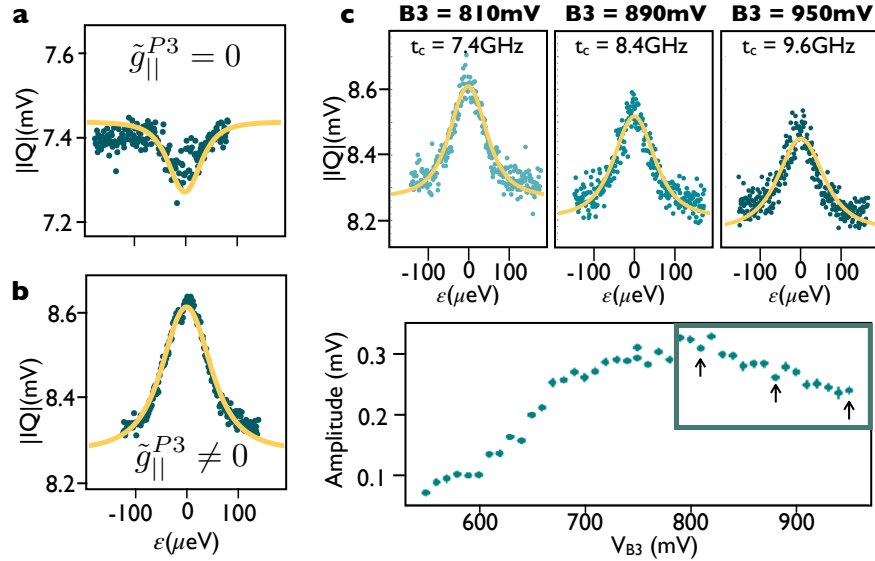 a
7.6
7.4
7.2
|IQ|(mV)
g̃_{||}^{P3} = 0
b
8.6
8.4
8.2
|IQ|(mV)
g̃_{||}^{P3} ≠ 0
-100 0 100
ε(μeV)
c
B3 = 810mV B3 = 890mV B3 = 950mV
t_c = 7.4GHz t_c = 8.4GHz t_c = 9.6GHz
8.6
8.4
8.2
|IQ|(mV)
-100 0 100 -100 0 100 -100 0 100
ε(μeV) ε(μeV) ε(μeV)
0.3
0.2
0.1
Amplitude (mV)
600 700 800 900
V_{B3} (mV)